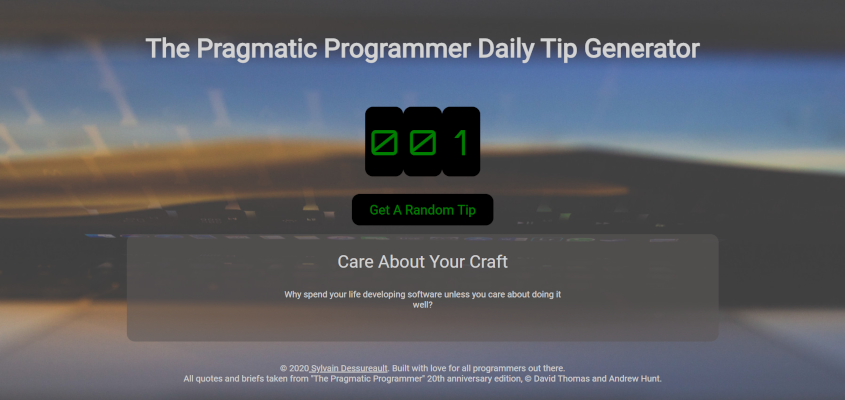 The Pragmatic Programmer Daily Tip Generator
001
Get A Random Tip
Care About Your Craft
Why spend your life developing software unless you care about doing it
well?
© 2020 Sylvain Dessureault. Built with love for all programmers out there.
All quotes and briefs taken from "The Pragmatic Programmer" 20th anniversary edition, © David Thomas and Andrew Hunt.